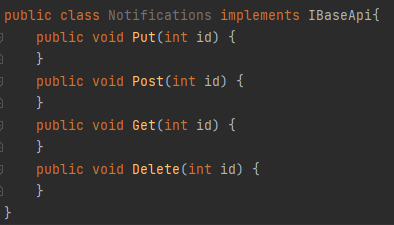 public class Notifications implements IBaseApi{
    public void Put(int id) {
    }
    public void Post(int id) {
    }
    public void Get(int id) {
    }
    public void Delete(int id) {
    }
}